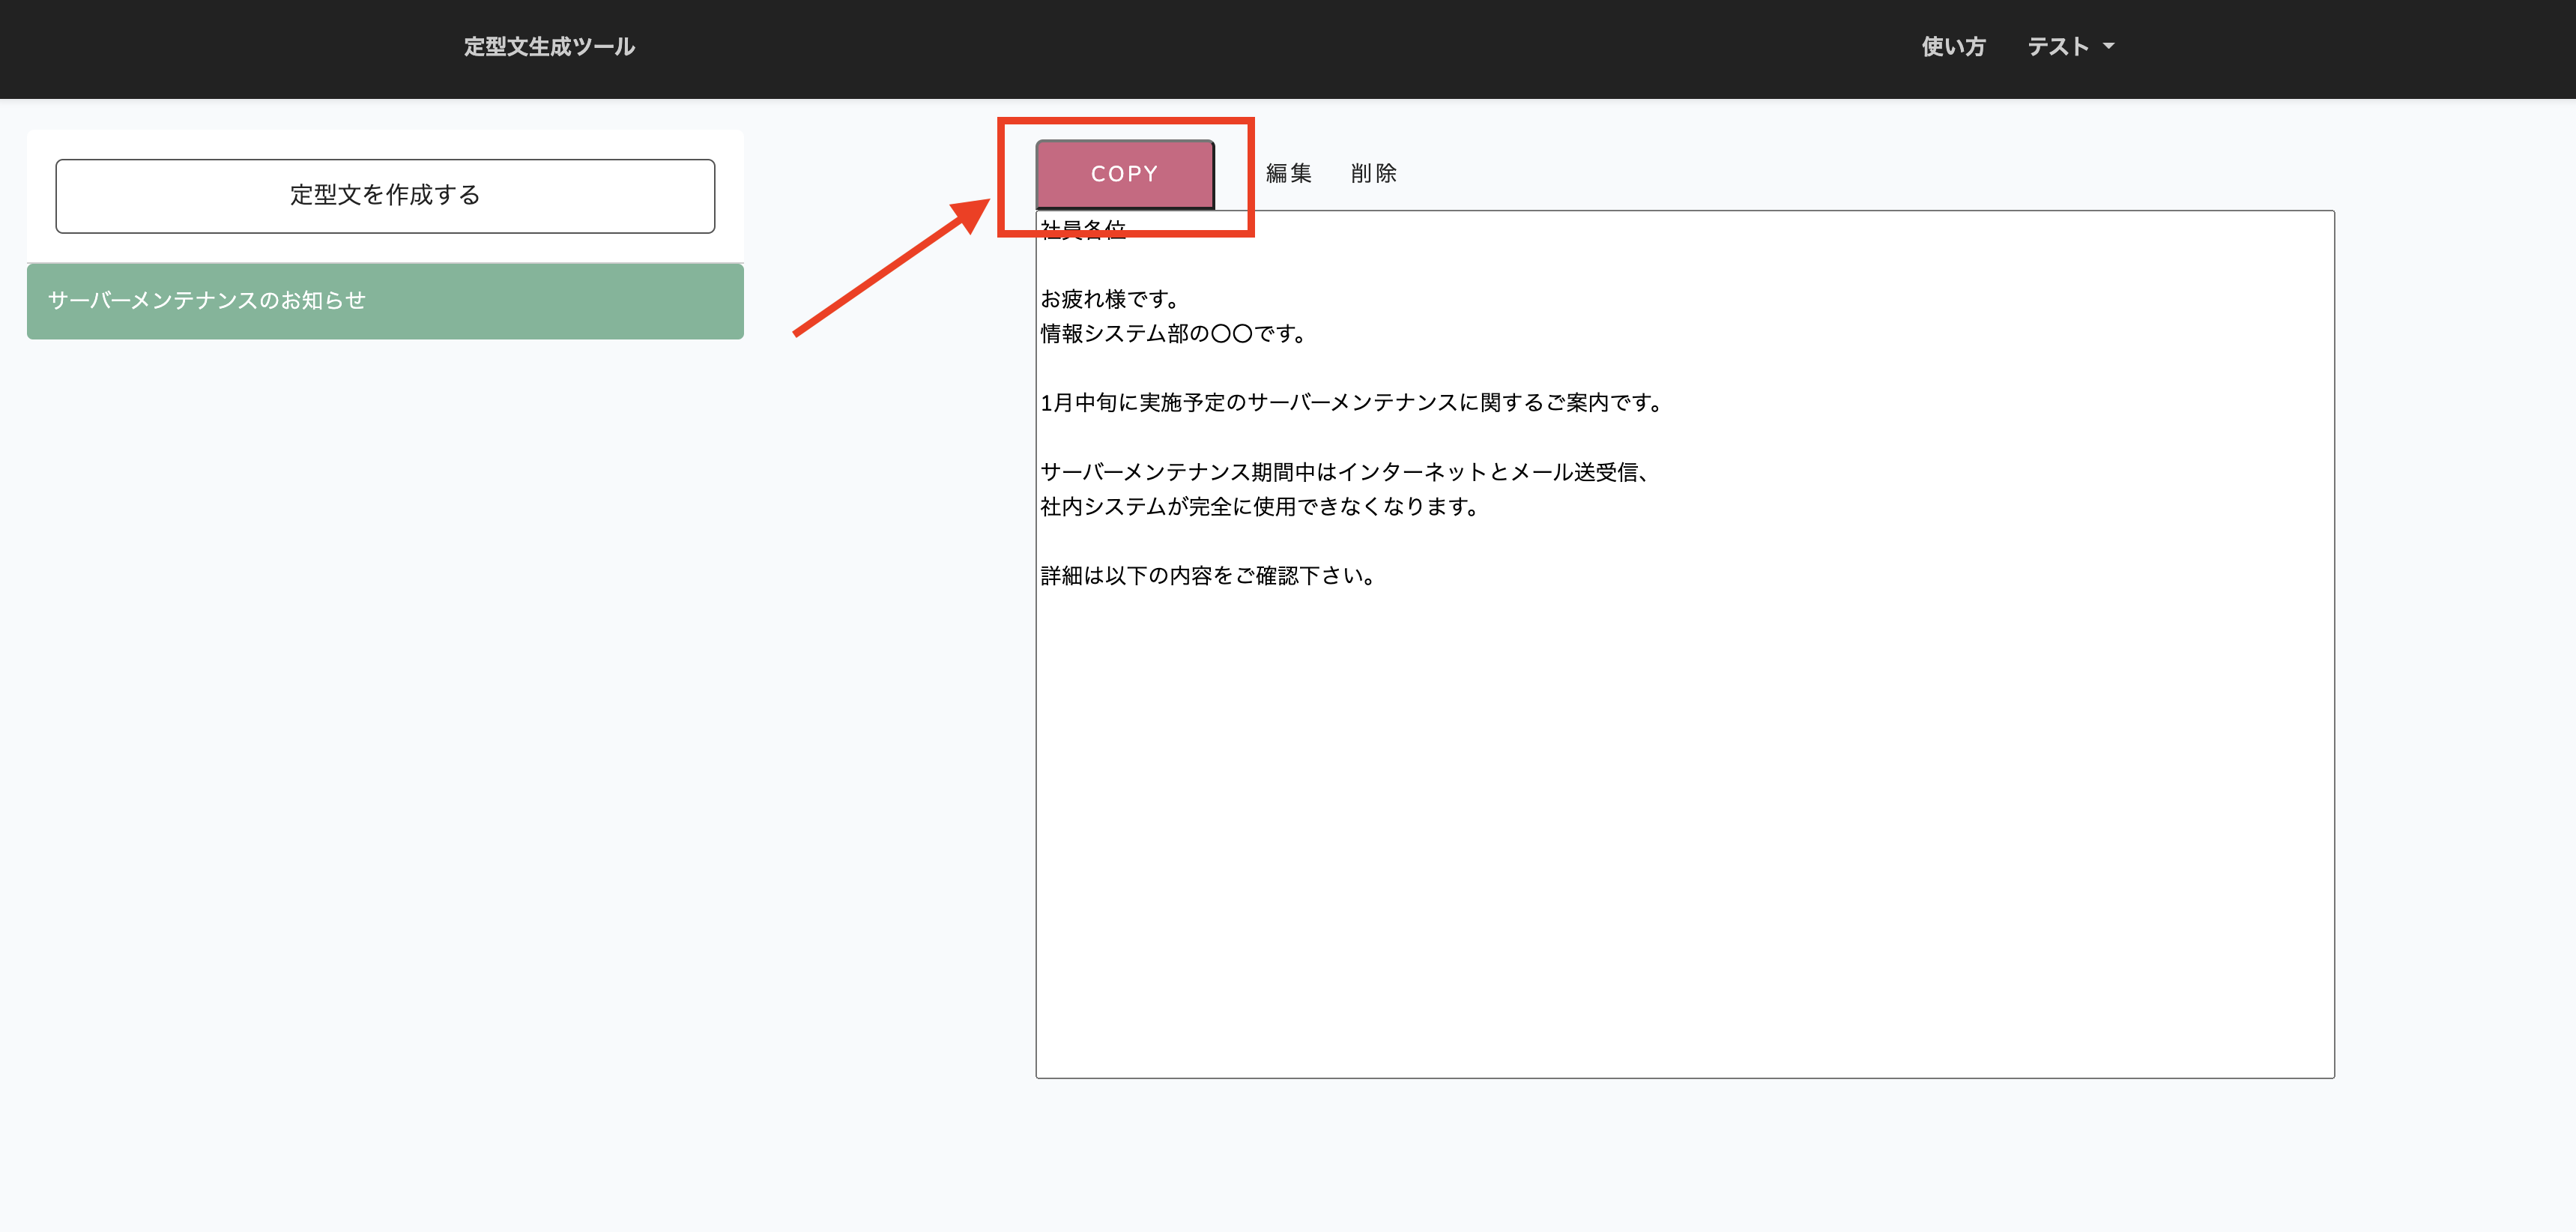 定型文生成ツール
使い方
テスト
定型文を作成する
サーバーメンテナンスのお知らせ
COPY
編集
削除
社員各位
お疲れ様です。
情報システム部の〇〇です。
1月中旬に実施予定のサーバーメンテナンスに関するご案内です。
サーバーメンテナンス期間中はインターネットとメール送受信、
社内システムが完全に使用できなくなります。
詳細は以下の内容をご確認下さい。